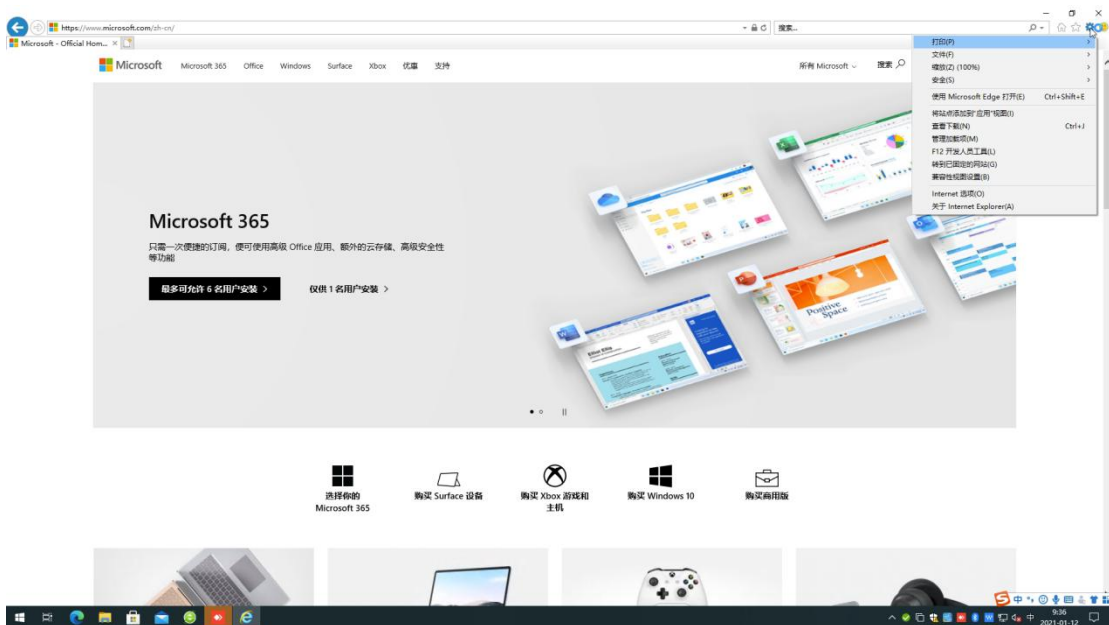 https://www.microsoft.com/zh-cn/
搜索...
Microsoft - Official Hom...
Microsoft
Microsoft 365
Office
Windows
Surface
Xbox
优惠
支持
所有 Microsoft
搜索
打印(P)
文件(F)
缩放(Z) (100%)
安全(S)
使用 Microsoft Edge 打开(E) Ctrl+Shift+E
将站点添加到“应用”视图(I)
查看下载(N) Ctrl+J
管理加载项(M)
F12 开发人员工具(L)
转到已固定的网站(G)
兼容性视图设置(B)
Internet 选项(O)
关于 Internet Explorer(A)
Microsoft 365
只需一次便捷的订阅，便可使用高级 Office 应用、额外的云存储、高级安全性
等功能
最多可允许 6 名用户安装 >
仅供 1 名用户安装 >
Positive
Space
选择你的
Microsoft 365
购买 Surface 设备
购买 Xbox 游戏和
主机
购买 Windows 10
购买商用版
中
中
9:36
2021-01-12